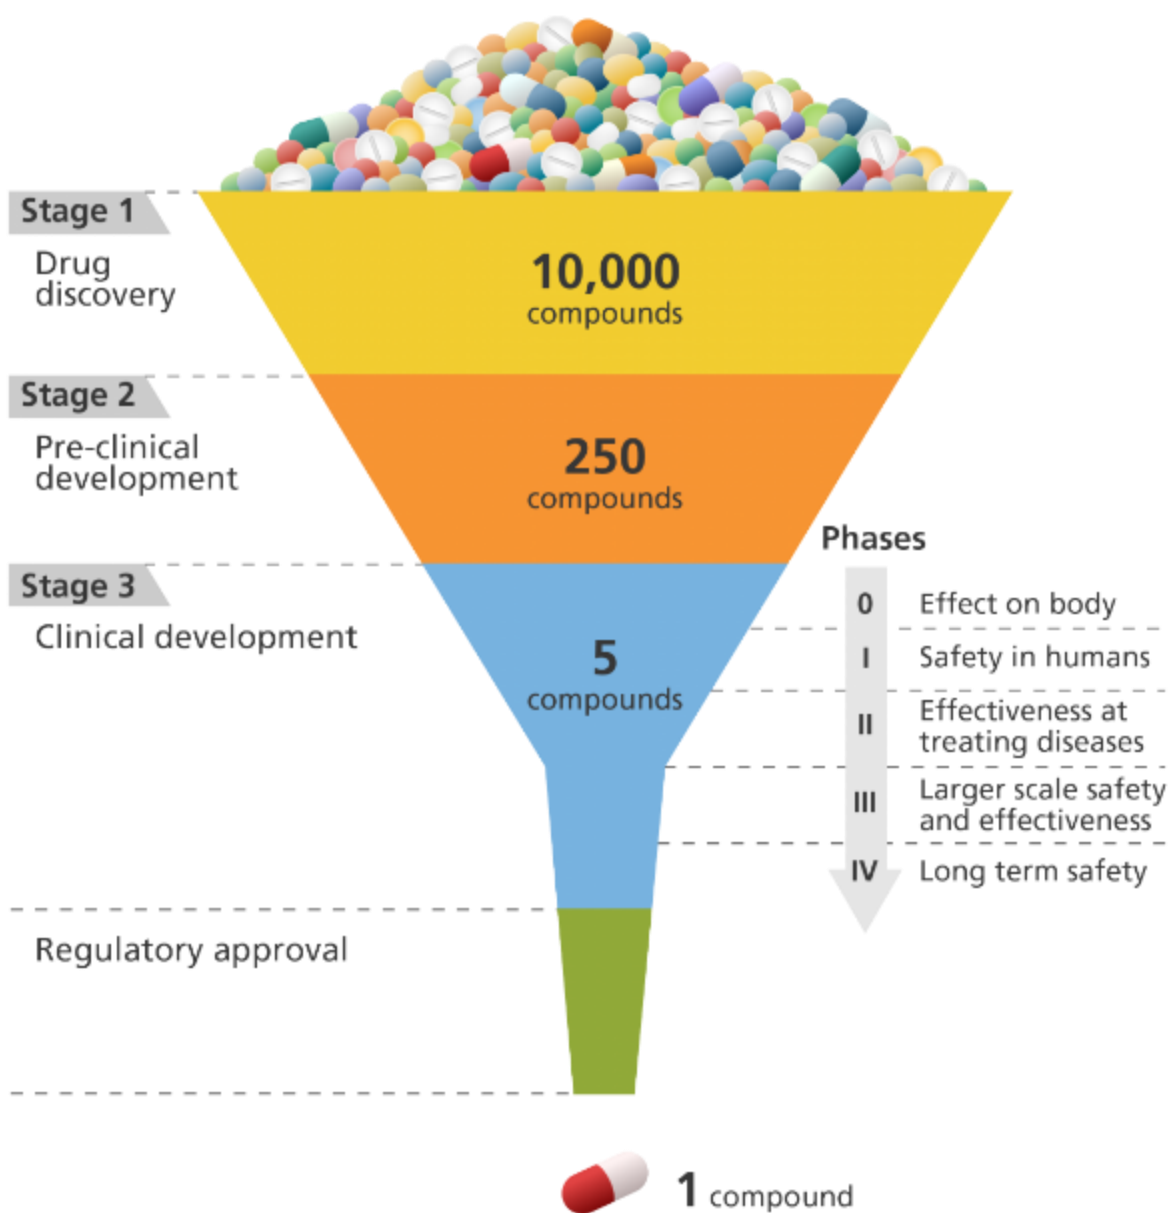 Stage 1
Drug
discovery
10,000
compounds
Stage 2
Pre-clinical
development
250
compounds
Stage 3
Clinical development
5
compounds
Phases
0 Effect on body
I Safety in humans
II Effectiveness at
treating diseases
III Larger scale safety
and effectiveness
IV Long term safety
Regulatory approval
1 compound